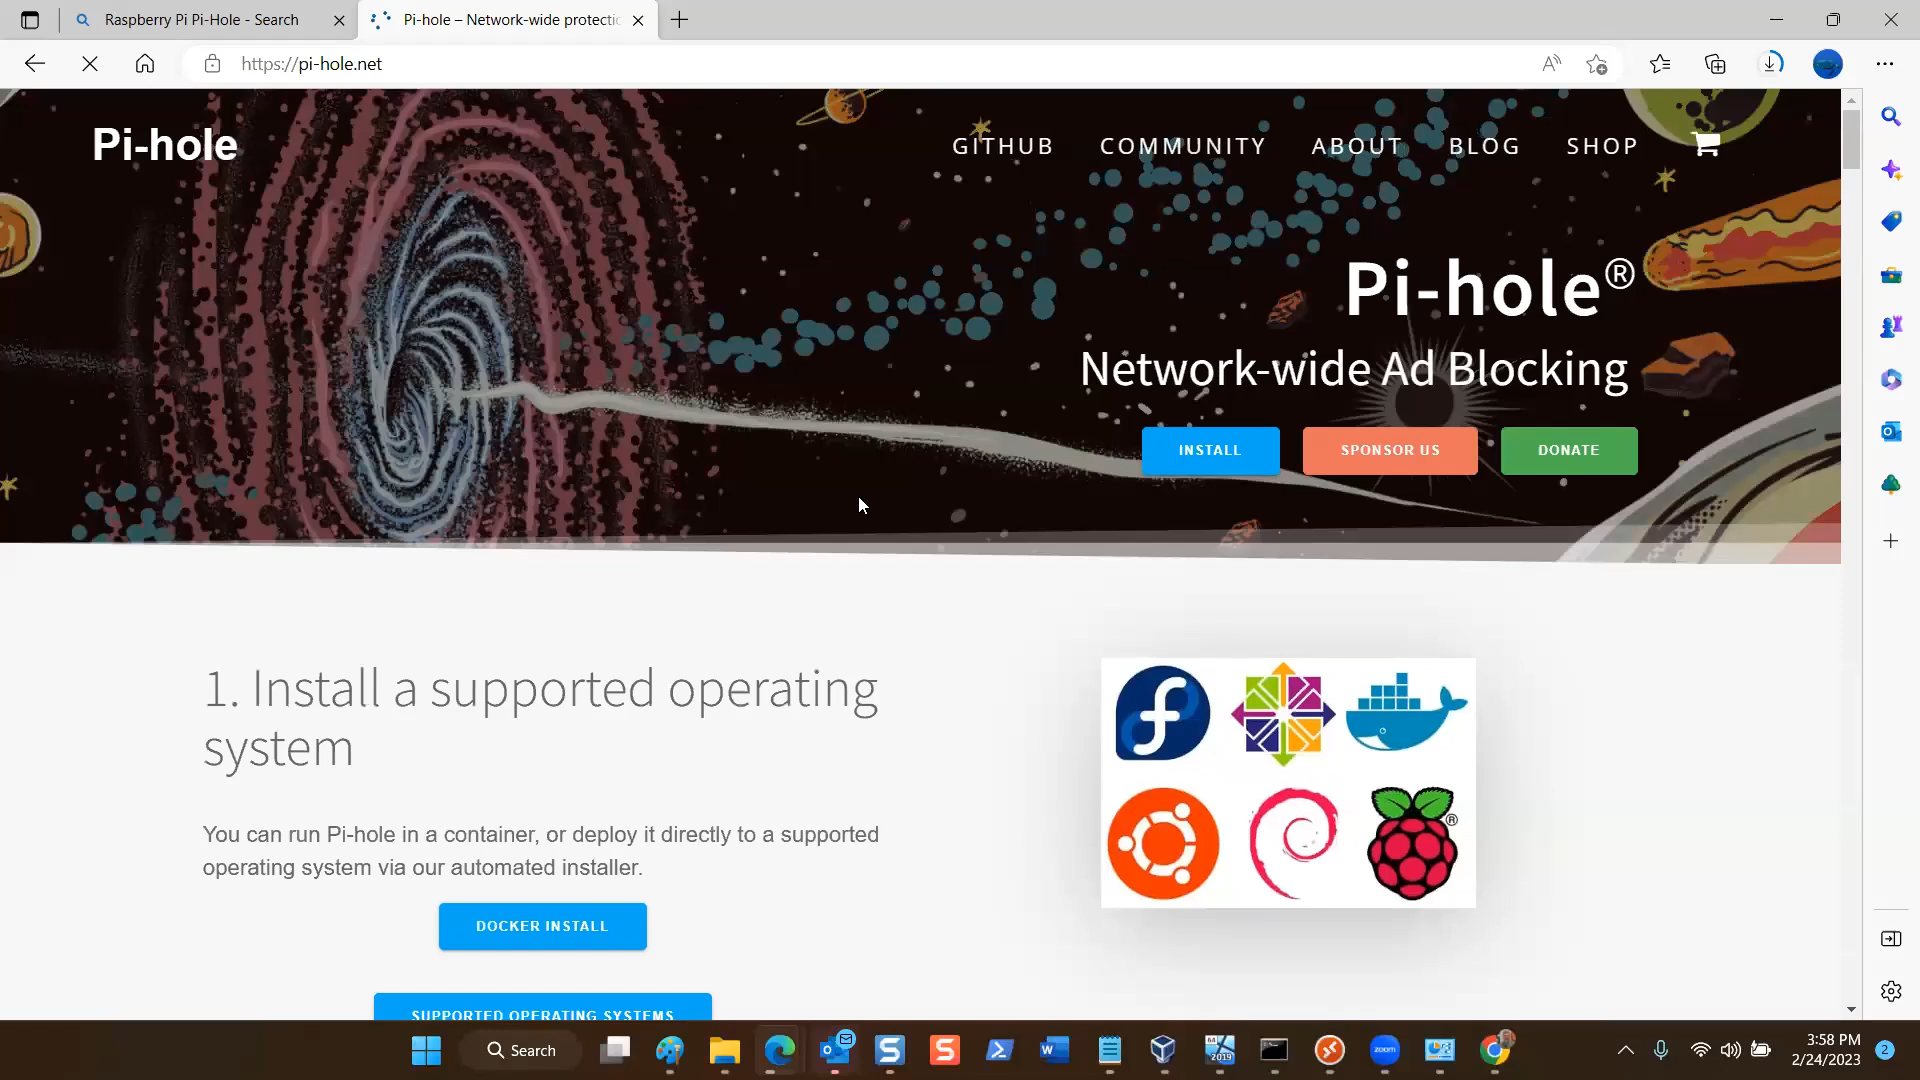 Raspberry Pi Pi-Hole - Search
Pi-hole – Network-wide protectic
https://pi-hole.net
Pi-hole
GITHUB COMMUNITY ABOUT BLOG SHOP
Pi-hole®
Network-wide Ad Blocking
INSTALL SPONSOR US DONATE
1. Install a supported operating
system
You can run Pi-hole in a container, or deploy it directly to a supported
operating system via our automated installer.
DOCKER INSTALL
SUPPORTED OPERATING SYSTEMS
®
Search
64
2019
zoom
3:58 PM
2/24/2023
2